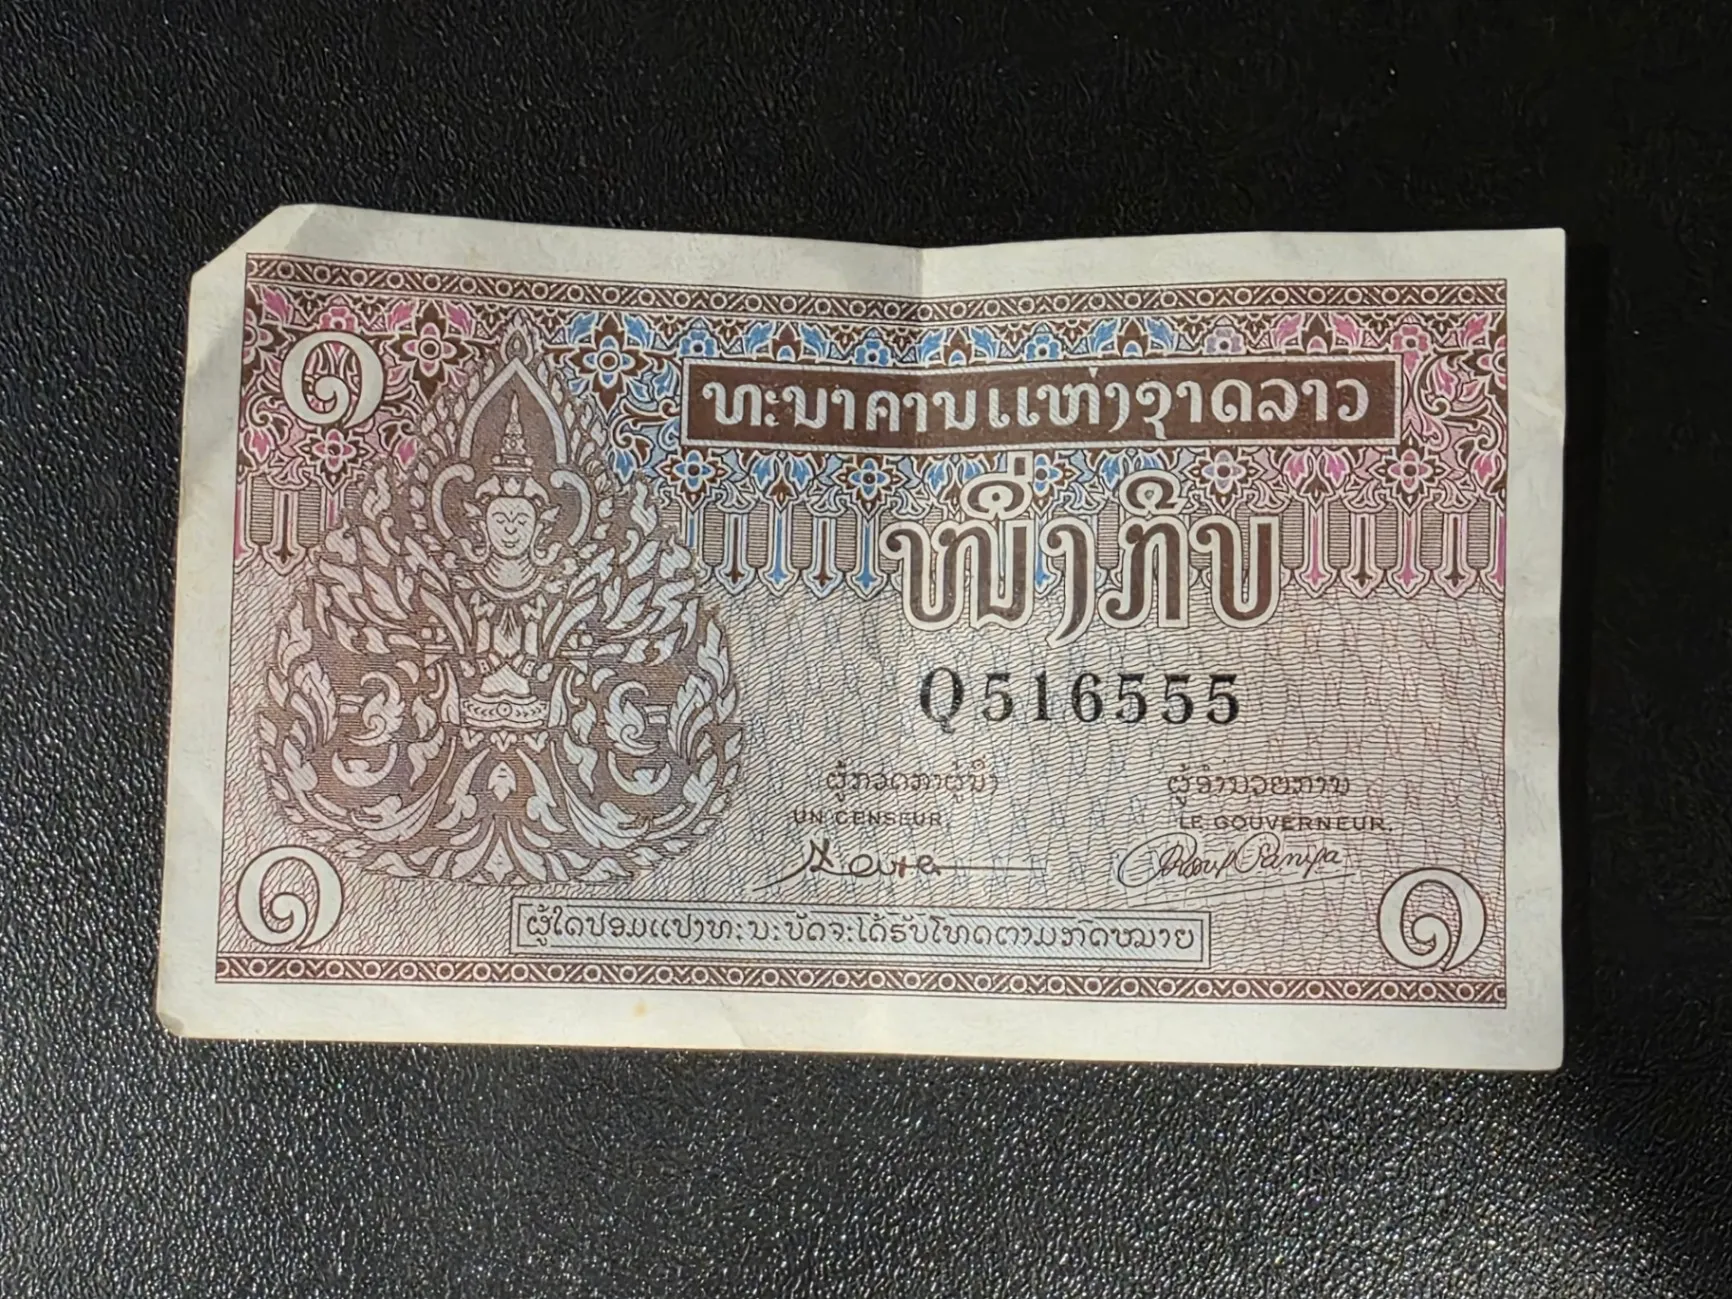 ໑
ທະນາຄານແຫ່ງຊາດລາວ
ໜຶ່ງກີບ
Q516555
ຜູ້ກວດກາຜູ້ນຶ່ງ
ຜູ້ອຳນວຍການ
UN CENSEUR,
LE GOUVERNEUR,
໑
໑
ຜູ້ໃດປອມແປງທະນະບັດຈະໄດ້ຮັບໂທດຕາມກົດໝາຍ